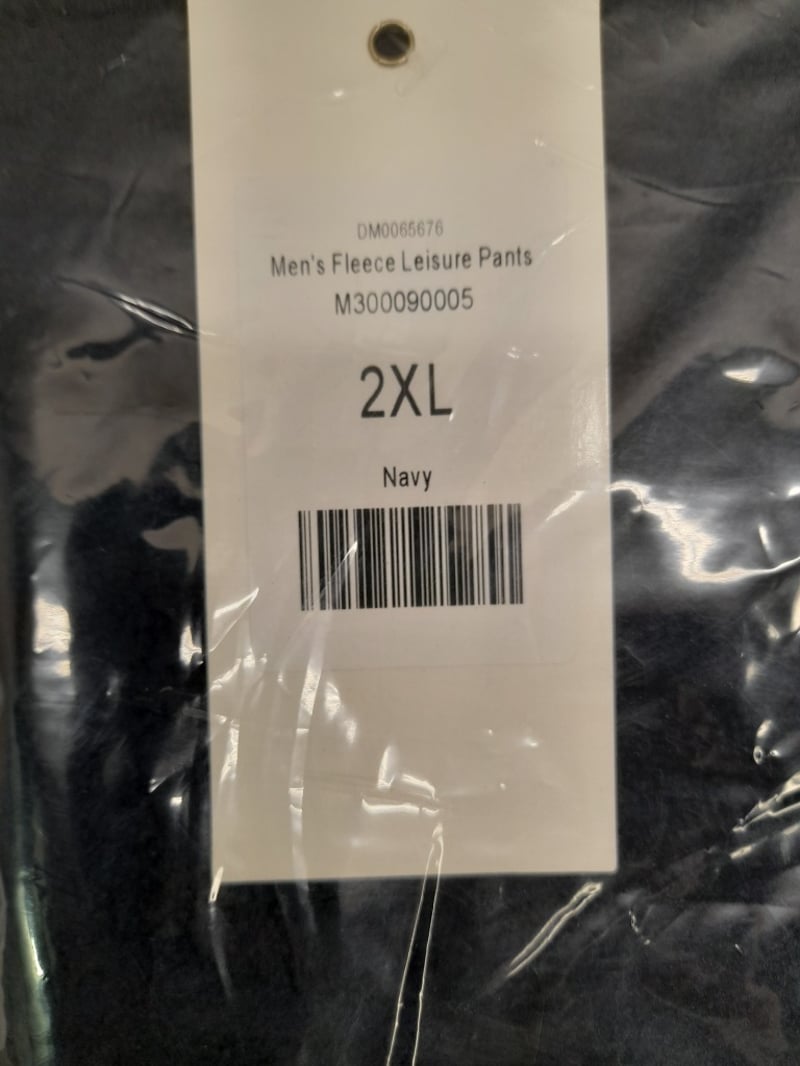 DM0065676
Men's Fleece Leisure Pants
M300090005
2XL
Navy